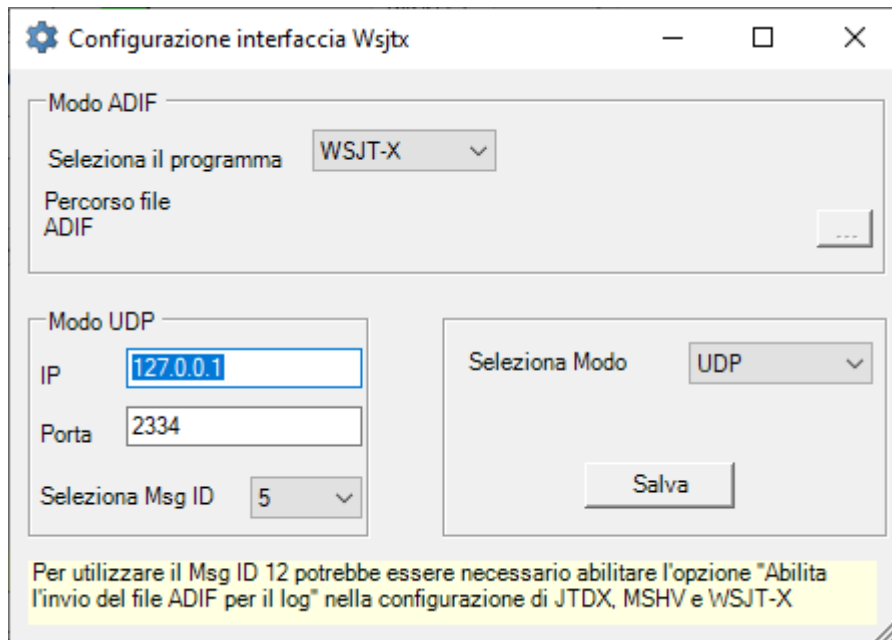 Configurazione interfaccia Wsjtx
Modo ADIF
Seleziona il programma
WSJT-X
Percorso file
ADIF
...
Modo UDP
IP
127.0.0.1
Porta
2334
Seleziona Msg ID
5
Seleziona Modo
UDP
Salva
Per utilizzare il Msg ID 12 potrebbe essere necessario abilitare l'opzione "Abilita
l'invio del file ADIF per il log" nella configurazione di JTDX, MSHV e WSJT-X